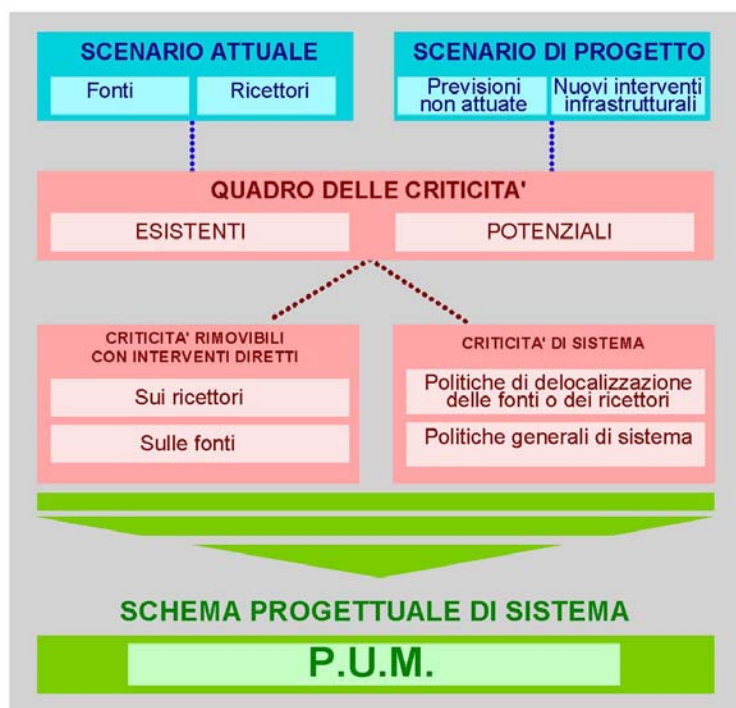 SCENARIO ATTUALE
Fonti
Ricettori
SCENARIO DI PROGETTO
Previsioni
non attuate
Nuovi interventi
infrastrutturali
QUADRO DELLE CRITICITA'
ESISTENTI
POTENZIALI
CRITICITA' RIMOVIBILI
CON INTERVENTI DIRETTI
Sui ricettori
Sulle fonti
CRITICITA' DI SISTEMA
Politiche di delocalizzazione
delle fonti o dei ricettori
Politiche generali di sistema
SCHEMA PROGETTUALE DI SISTEMA
P.U.M.